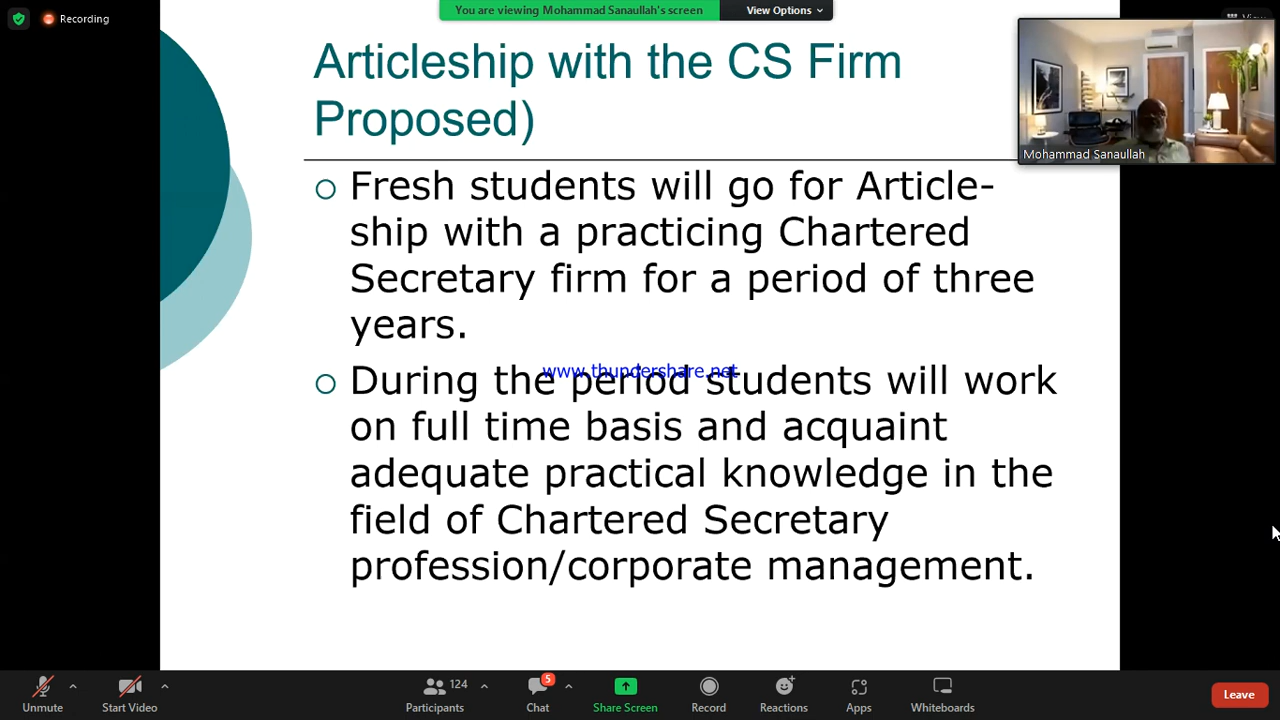 Recording
You are viewing Mohammad Sanaullah's screen
View Options
View
Articleship with the CS Firm
Proposed)
Mohammad Sanaullah
Fresh students will go for Article-
ship with a practicing Chartered
Secretary firm for a period of three
years.
www.thundershare.net
During the period students will work
on full time basis and acquaint
adequate practical knowledge in the
field of Chartered Secretary
profession/corporate management.
Unmute
Start Video
Participants
124
Chat
5
Share Screen
Record
Reactions
Apps
Whiteboards
Leave